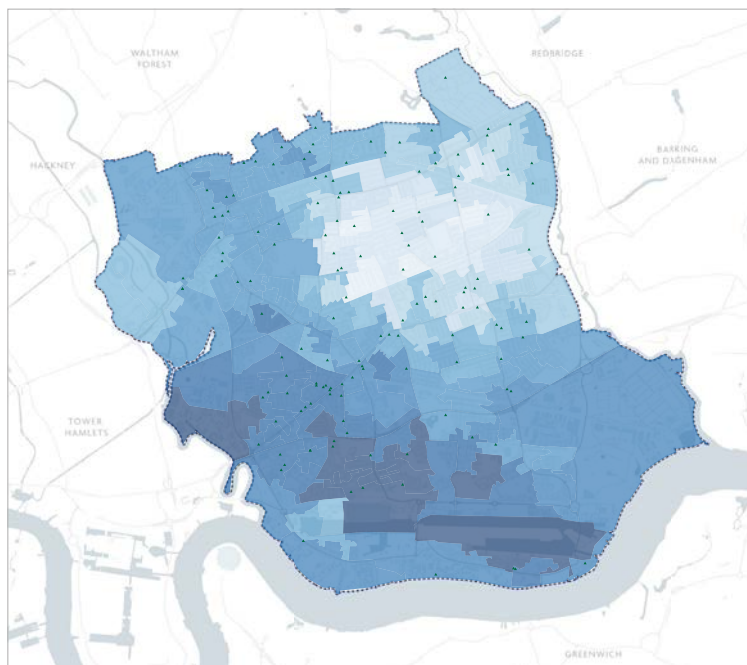 WALTHAM
FOREST
REDBRIDGE
HACKNEY
BARKING
AND DAGENHAM
TOWER
HAMLETS
GREENWICH